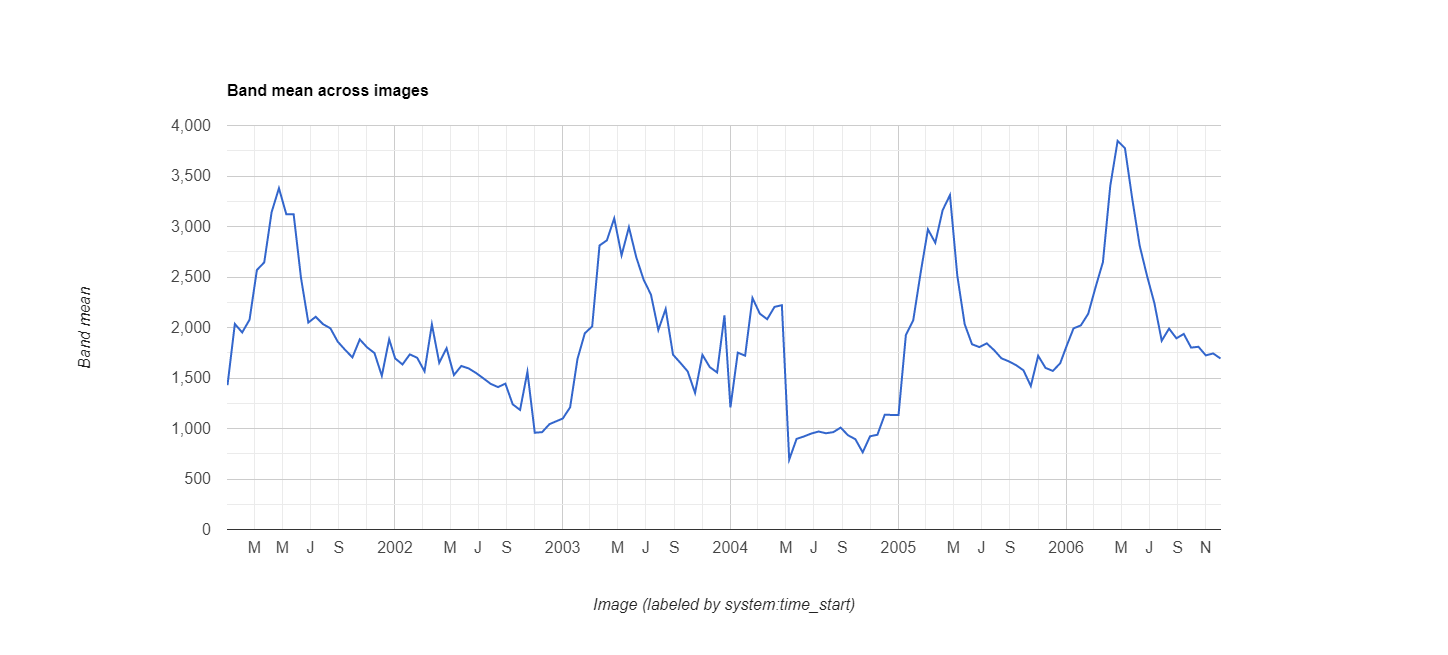 Band mean across images
4,000
3,500
3,000
2,500
2,000
1,500
1,000
500
0
Band mean
M M J S 2002 M J S 2003 M J S 2004 M J S 2005 M J S 2006 M J S N
Image (labeled by system:time_start)